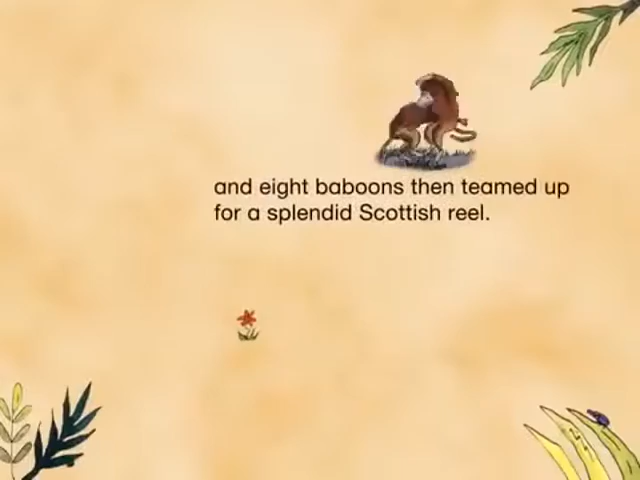 and eight baboons then teamed up
for a splendid Scottish reel.